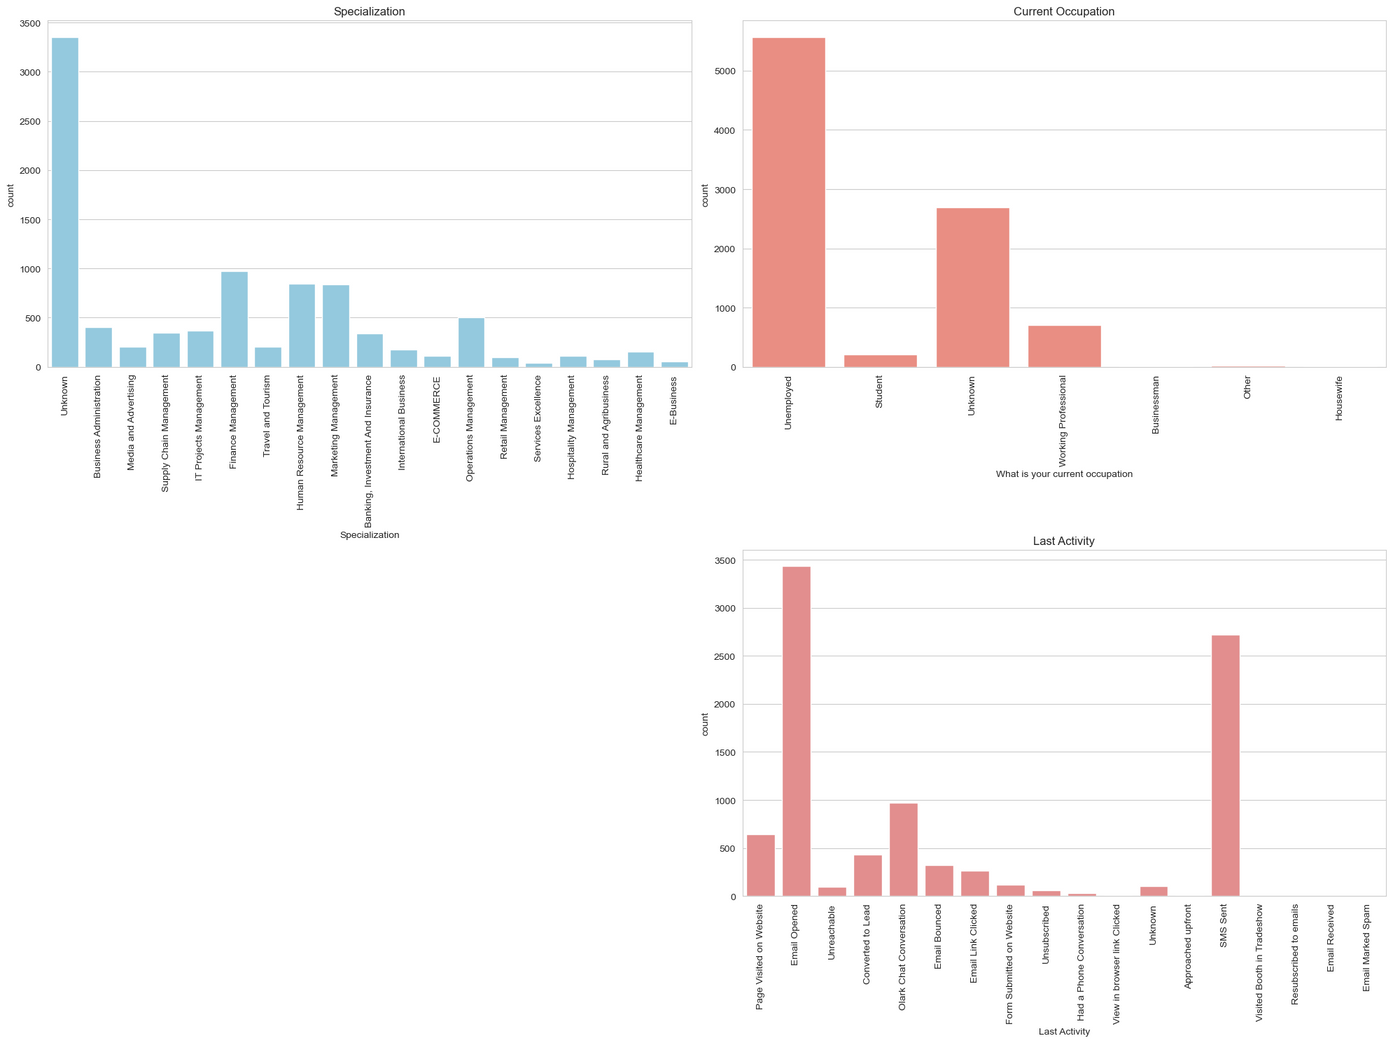 Specialization
3500
3000
2500
2000
1500
1000
500
0
count
Unknown
Business Administration
Media and Advertising
Supply Chain Management
IT Projects Management
Finance Management
Travel and Tourism
Human Resource Management
Marketing Management
Banking, Investment And Insurance
International Business
E-COMMERCE
Operations Management
Retail Management
Services Excellence
Hospitality Management
Rural and Agribusiness
Healthcare Management
E-Business
Specialization
Current Occupation
5000
4000
3000
2000
1000
0
count
Unemployed
Student
Unknown
Working Professional
Businessman
Other
Housewife
What is your current occupation
Last Activity
3500
3000
2500
2000
1500
1000
500
0
count
Page Visited on Website
Email Opened
Unreachable
Converted to Lead
Olark Chat Conversation
Email Bounced
Email Link Clicked
Form Submitted on Website
Unsubscribed
Had a Phone Conversation
View in browser link Clicked
Unknown
Approached upfront
SMS Sent
Visited Booth in Tradeshow
Resubscribed to emails
Email Received
Email Marked Spam
Last Activity